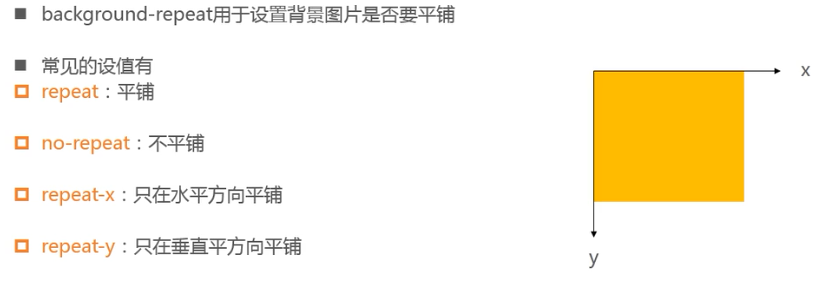 background-repeat用于设置背景图片是否要平铺
常见的设值有
repeat：平铺
no-repeat：不平铺
repeat-x：只在水平方向平铺
repeat-y：只在垂直平方向平铺
x
y